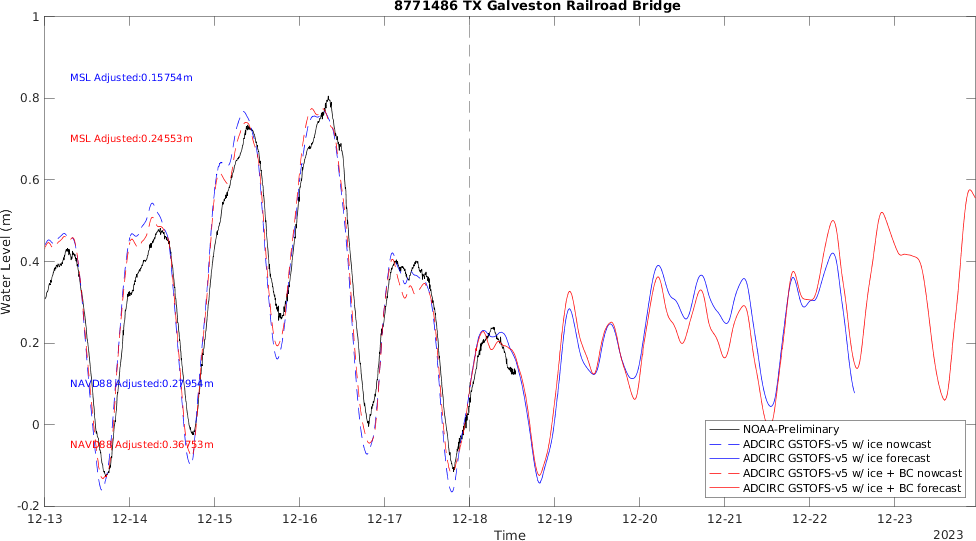 8771486 TX Galveston Railroad Bridge
1
0.8
0.6
0.4
0.2
0
-0.2
Water Level (m)
MSL Adjusted:0.15754m
MSL Adjusted:0.24553m
NAVD88 Adjusted:0.27954m
NAVD88 Adjusted:0.36753m
NOAA-Preliminary
ADCIRC GSTOFS-v5 w/ ice nowcast
ADCIRC GSTOFS-v5 w/ ice forecast
ADCIRC GSTOFS-v5 w/ ice + BC nowcast
ADCIRC GSTOFS-v5 w/ ice + BC forecast
12-13 12-14 12-15 12-16 12-17 12-18 12-19 12-20 12-21 12-22 12-23
Time
2023